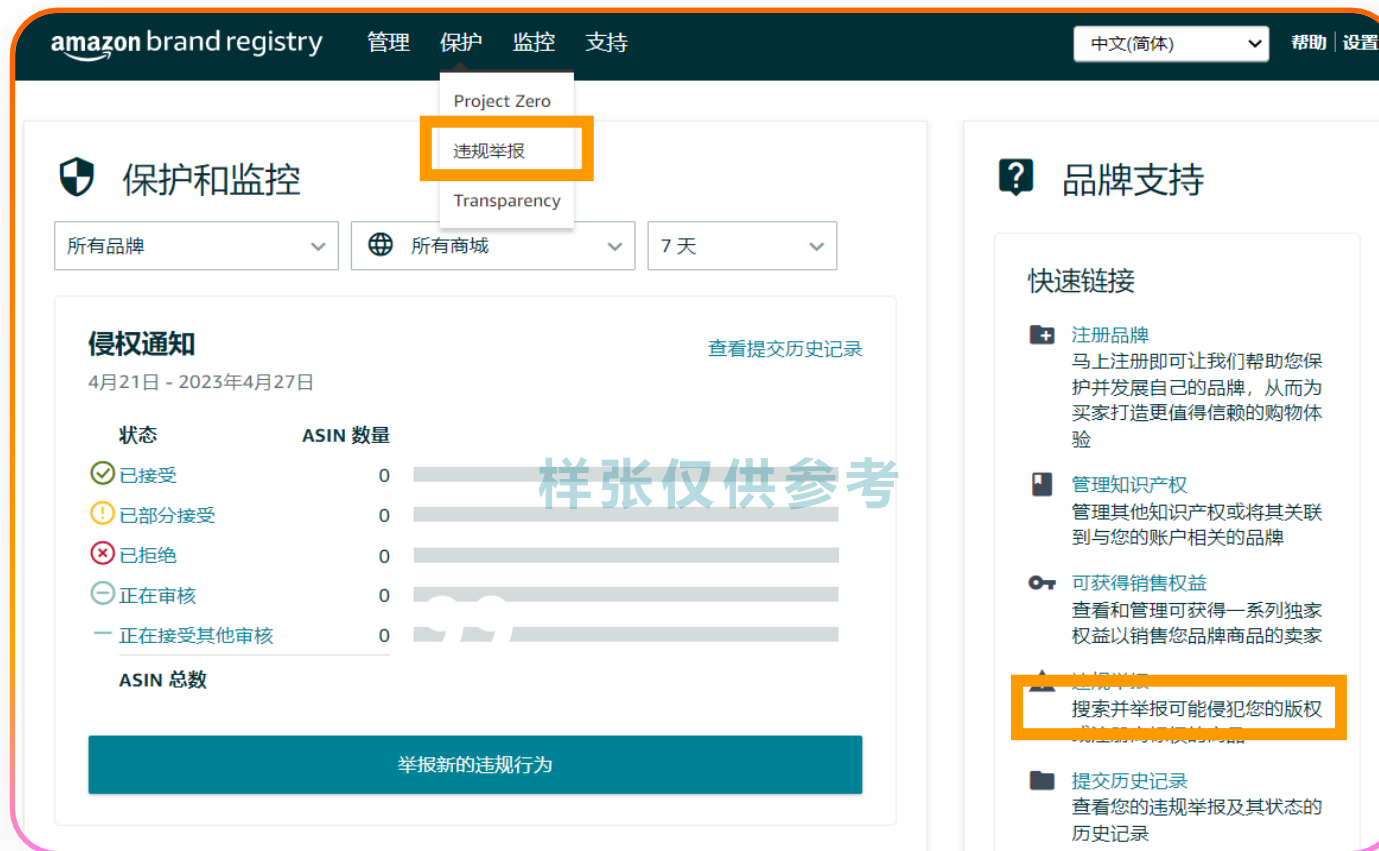 amazon brand registry
管理 保护 监控 支持
中文(简体)
帮助 设置
Project Zero
违规举报
Transparency
保护和监控
所有品牌
所有商城
7 天
侵权通知
查看提交历史记录
4月21日 - 2023年4月27日
状态 ASIN 数量
已接受 0
已部分接受 0
已拒绝 0
正在审核 0
正在接受其他审核 0
ASIN 总数
举报新的违规行为
样张仅供参考
品牌支持
快速链接
注册品牌
马上注册即可让我们帮助您保
护并发展自己的品牌，从而为
买家打造更值得信赖的购物体
验
管理知识产权
管理其他知识产权或将其关联
到与您的账户相关的品牌
可获得销售权益
查看和管理可获得一系列独家
权益以销售您品牌商品的卖家
搜索并举报可能侵犯您的版权
提交历史记录
查看您的违规举报及其状态的
历史记录